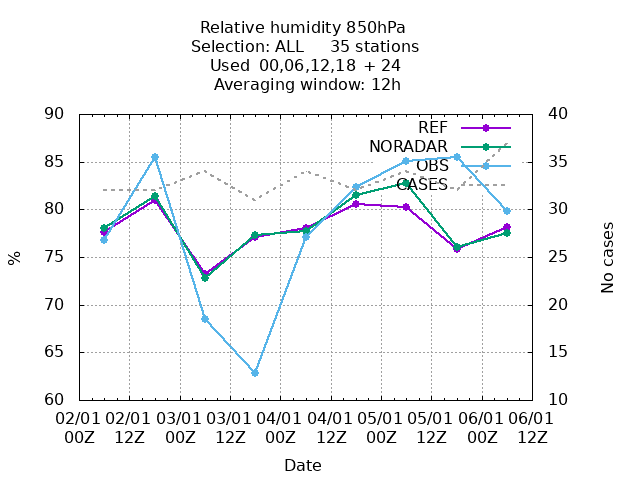 Relative humidity 850hPa
Selection: ALL     35 stations
Used  00,06,12,18 + 24
Averaging window: 12h
90 40
REF
NORADAR
85 OBS 35
CASES
80 30
75 25
%
No cases
70 20
65 15
60 10
02/01 02/01 03/01 03/01 04/01 04/01 05/01 05/01 06/01 06/01
00Z 12Z 00Z 12Z 00Z 12Z 00Z 12Z 00Z 12Z
Date